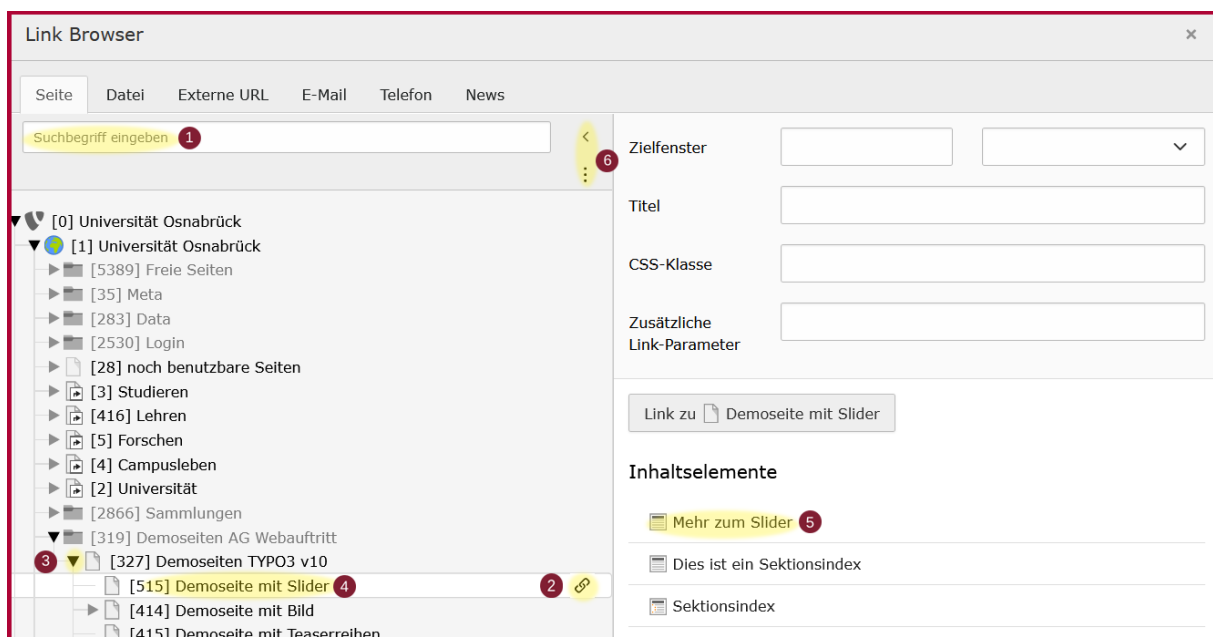 Link Browser ×
Seite Datei Externe URL E-Mail Telefon News
Suchbegriff eingeben 1
6
[0] Universität Osnabrück
[1] Universität Osnabrück
[5389] Freie Seiten
[35] Meta
[283] Data
[2530] Login
[28] noch benutzbare Seiten
[3] Studieren
[416] Lehren
[5] Forschen
[4] Campusleben
[2] Universität
[2866] Sammlungen
[319] Demoseiten AG Webauftritt
3 [327] Demoseiten TYPO3 v10
[515] Demoseite mit Slider 4 2
[414] Demoseite mit Bild
[415] Demoseite mit Teaserreihen
Zielfenster
Titel
CSS-Klasse
Zusätzliche
Link-Parameter
Link zu Demoseite mit Slider
Inhaltselemente
Mehr zum Slider 5
Dies ist ein Sektionsindex
Sektionsindex